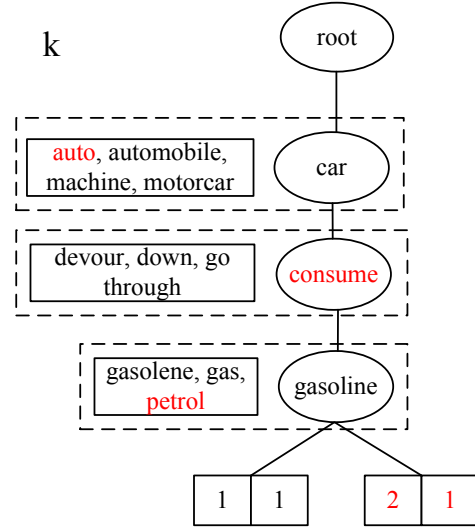 k
root
auto, automobile,
machine, motorcar
car
devour, down, go
through
consume
gasolene, gas,
petrol
gasoline
1 1 2 1